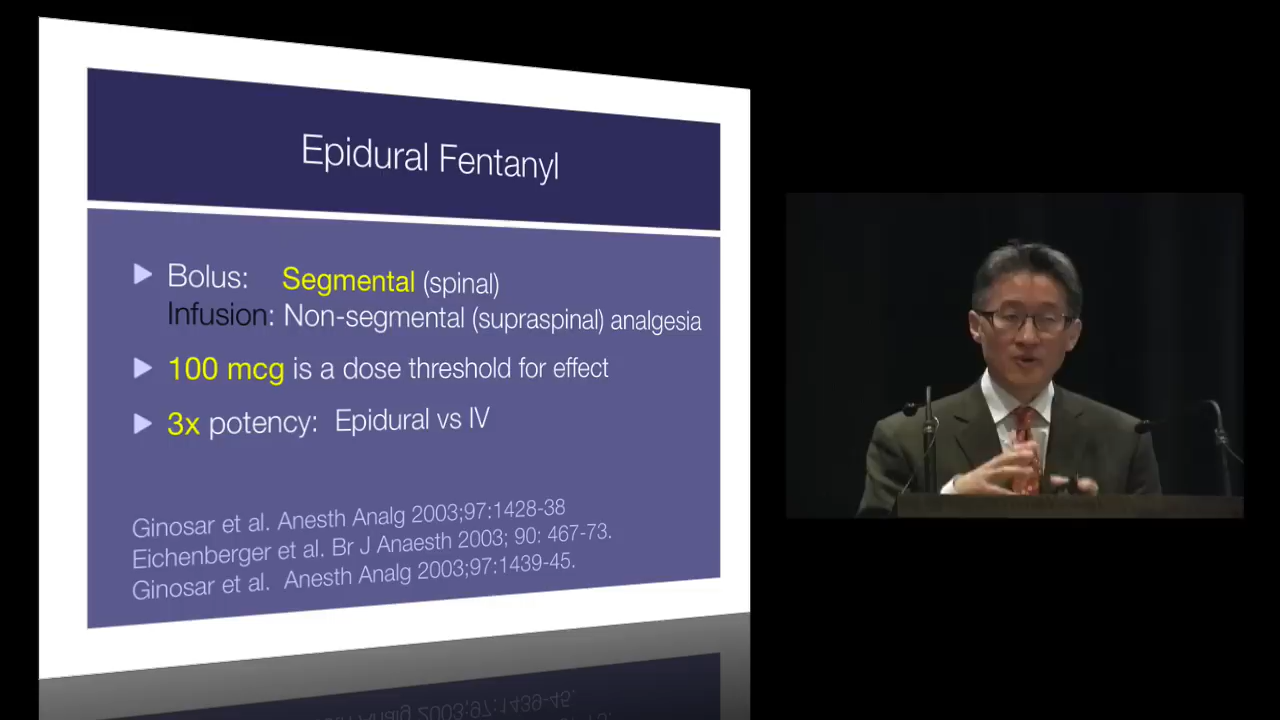 Epidural Fentanyl
Bolus: Segmental (spinal)
Infusion: Non-segmental (supraspinal) analgesia
100 mcg is a dose threshold for effect
3x potency: Epidural vs IV
Ginosar et al. Anesth Analg 2003;97:1428-38
Eichenberger et al. Br J Anaesth 2003; 90: 467-73.
Ginosar et al. Anesth Analg 2003;97:1439-45.